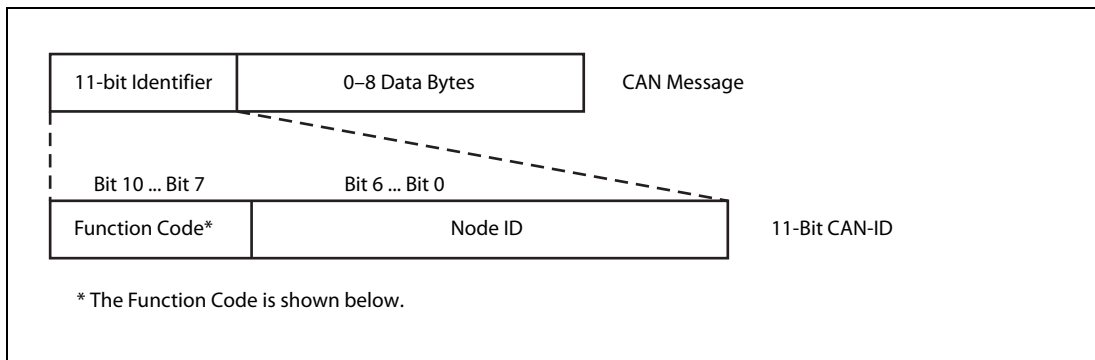 11-bit Identifier 0–8 Data Bytes CAN Message
Bit 10 ... Bit 7 Bit 6 ... Bit 0
Function Code* Node ID 11-Bit CAN-ID
* The Function Code is shown below.